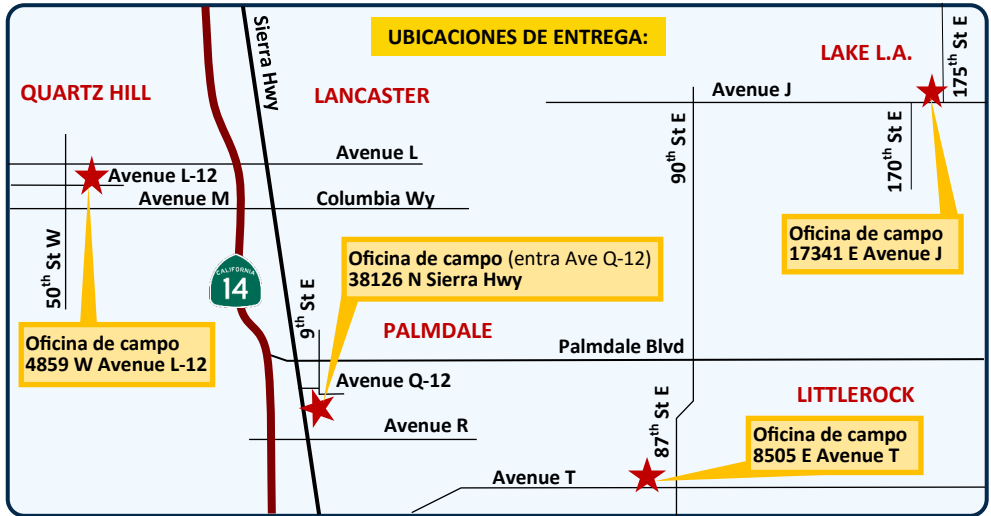 UBICACIONES DE ENTREGA:
Sierra Hwy
LAKE L.A.
175th St E
QUARTZ HILL
LANCASTER
Avenue J
90th St E
170th St E
Avenue L
Avenue L-12
Avenue M
Columbia Wy
50th St W
Oficina de campo
17341 E Avenue J
Oficina de campo (entra Ave Q-12)
38126 N Sierra Hwy
CALIFORNIA
14
9th St E
PALMDALE
Oficina de campo
4859 W Avenue L-12
Palmdale Blvd
Avenue Q-12
LITTLEROCK
Avenue R
87th St E
Oficina de campo
8505 E Avenue T
Avenue T